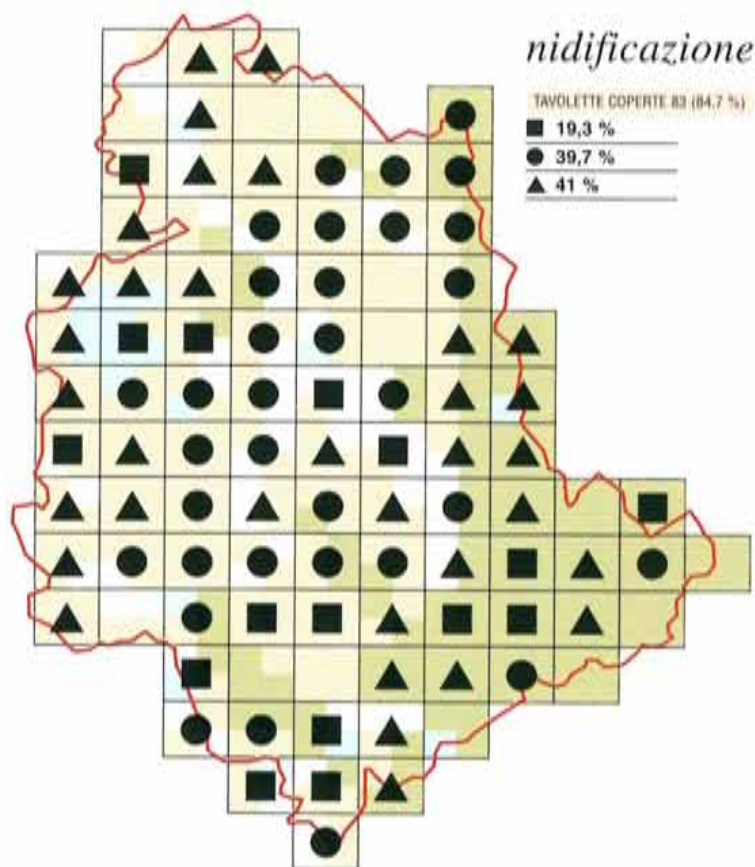 nidificazione
TAVOLETTE COPERTE 83 (84,7 %)
■ 19,3 %
● 39,7 %
▲ 41 %